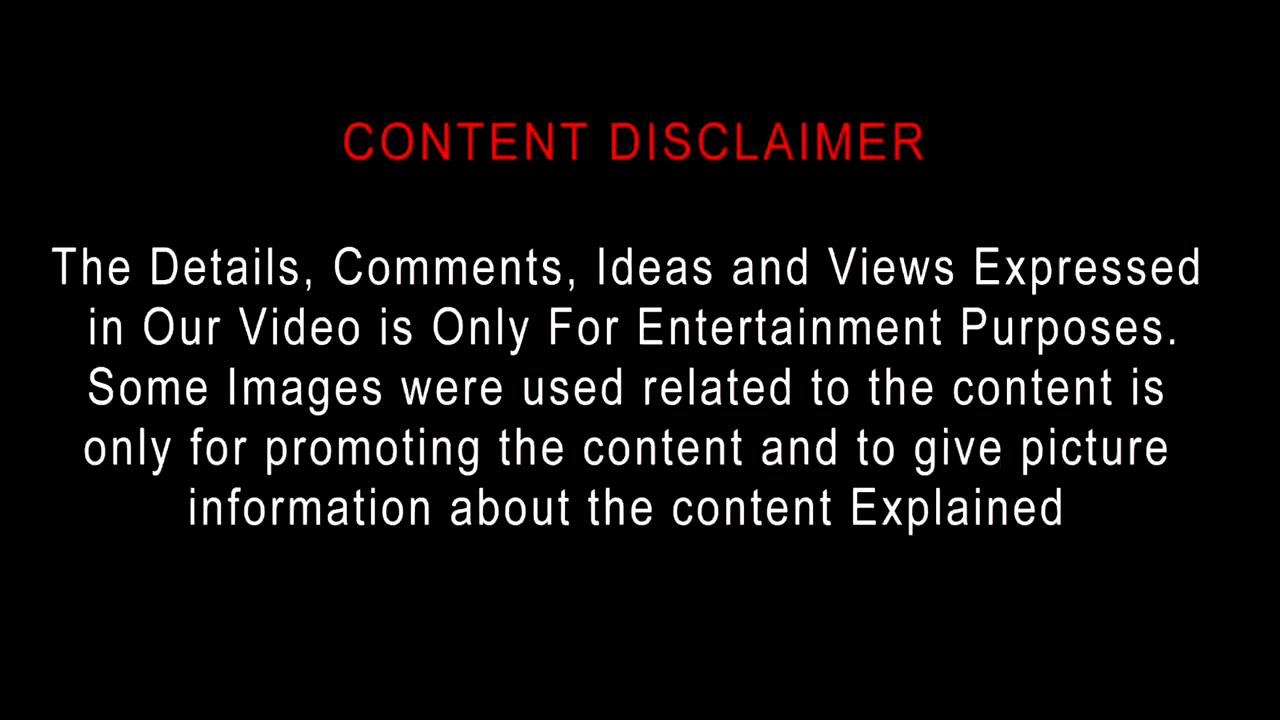 CONTENT DISCLAIMER
The Details, Comments, Ideas and Views Expressed
in Our Video is Only For Entertainment Purposes.
Some Images were used related to the content is
only for promoting the content and to give picture
information about the content Explained